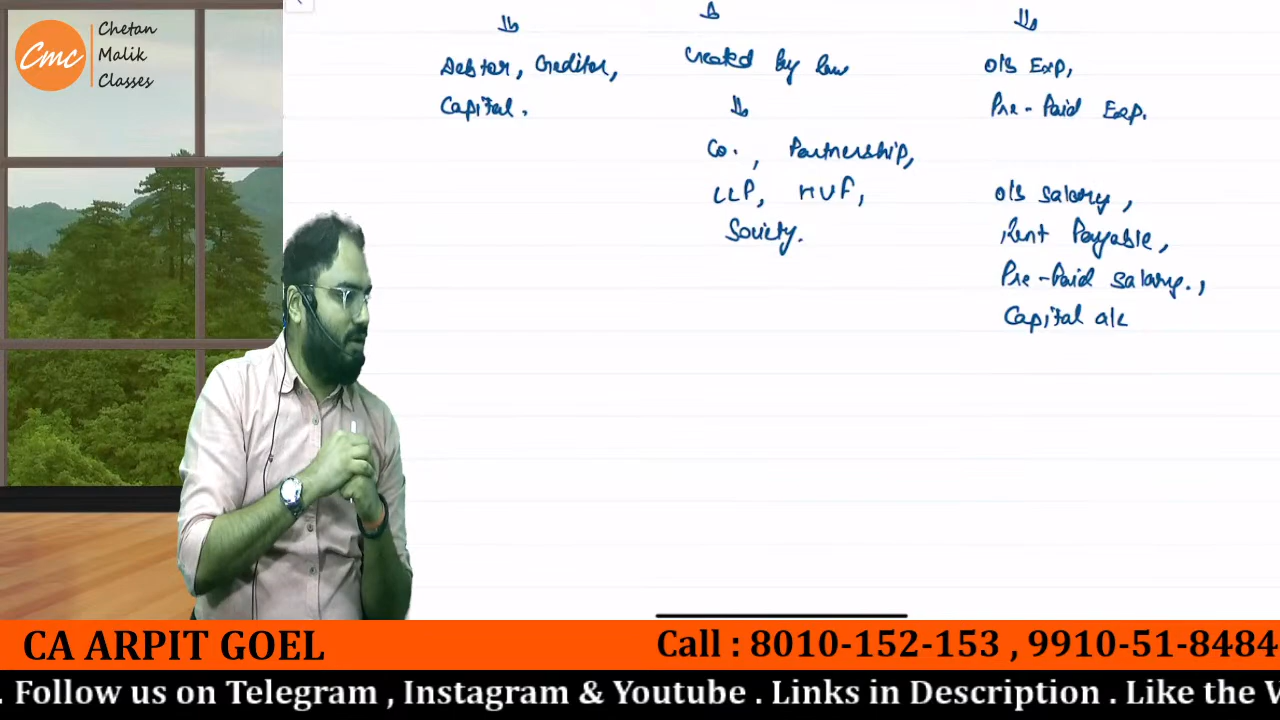 cmc
Chetan
Malik
Classes
Debtor, Creditor,
Capital.
Created by law
Co., Partnership,
LLP, HUF,
Society.
O/S Exp,
Pre-Paid Exp.
O/S Salary,
Rent Payable,
Pre-Paid Salary.,
Capital a/c
CA ARPIT GOEL
Call : 8010-152-153 , 9910-51-8484
. Follow us on Telegram , Instagram & Youtube . Links in Description . Like the